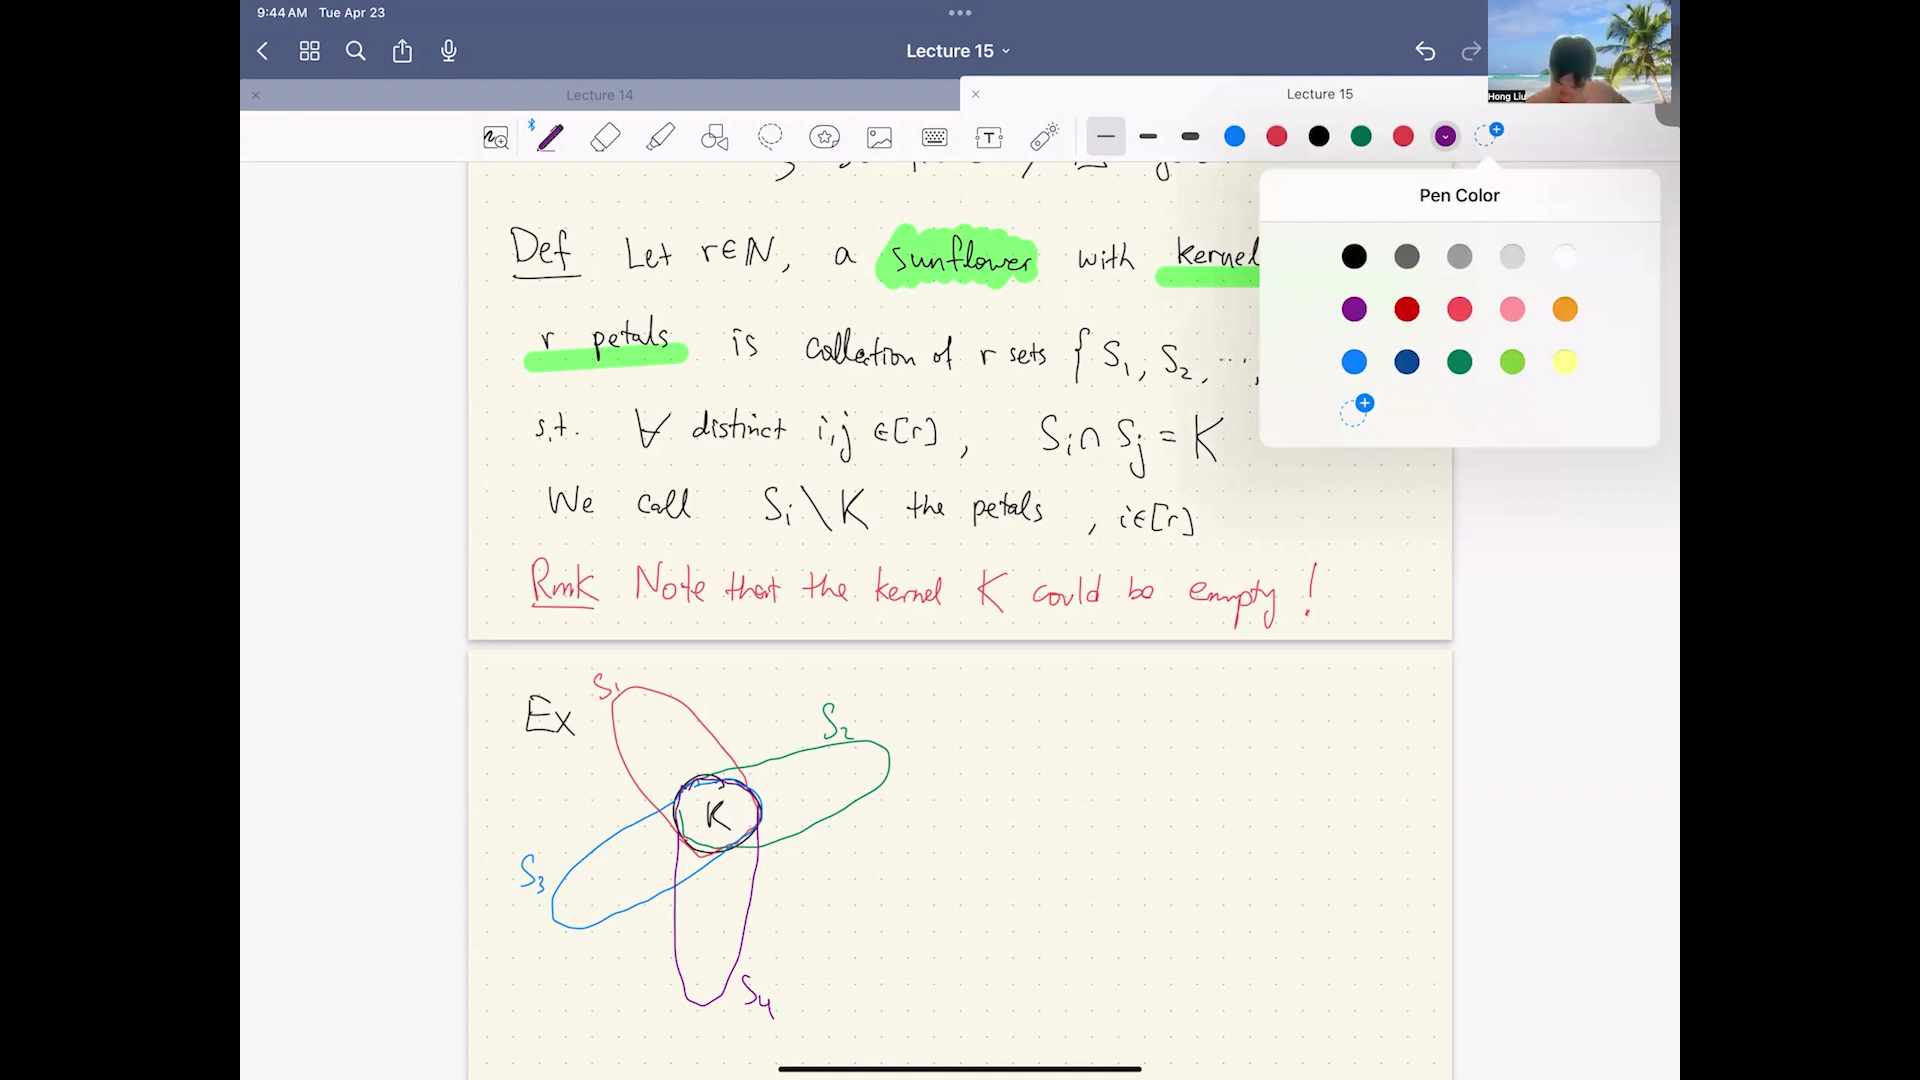 9:44 AM Tue Apr 23
Lecture 15
Hong Liu
Lecture 14
Lecture 15
Pen Color
Def Let r∈ℕ, a sunflower with kernel
r petals is collection of r sets { S₁, S₂, ⋯,
s.t. ∀ distinct i,j ∈[r], Sᵢ∩ Sⱼ = K
We call Sᵢ \ K the petals, i∈[r]
Rmk Note that the kernel K could be empty!
Ex
S₁
S₂
K
S₃
S₄